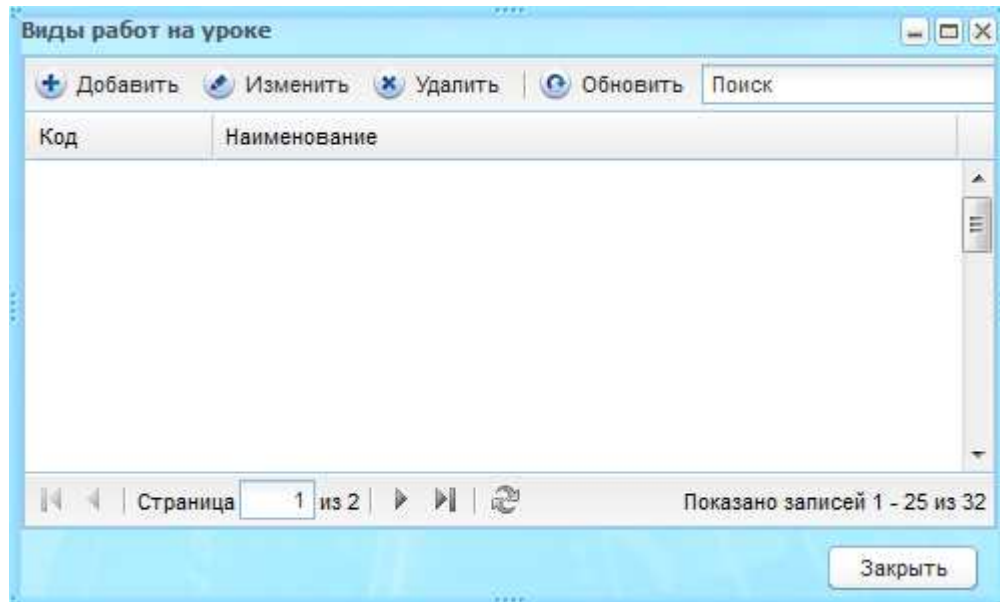 Виды работ на уроке
Добавить Изменить Удалить Обновить Поиск
Код Наименование
Страница 1 из 2 Показано записей 1 - 25 из 32
Закрыть